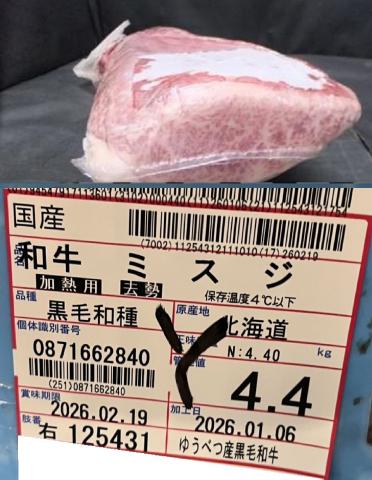 国産
(7002)11254312111010(17)260219
和牛 ミスジ
加熱用 去勢 保存温度4℃以下
品種 黒毛和種
原産地 北海道
個体識別番号
0871662840
N:4.40 kg
(251)0871662840
4.4
賞味期限
2026.02.19
加工日
2026.01.06
枝番
右 125431
ゆうべつ産黒毛和牛